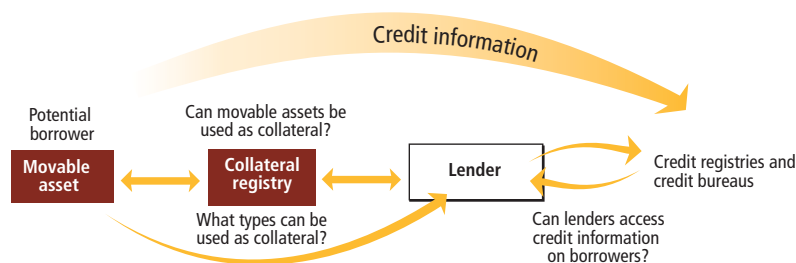 Credit information
Potential
borrower
Movable
asset
Can movable assets be
used as collateral?
Collateral
registry
What types can be
used as collateral?
Lender
Credit registries and
credit bureaus
Can lenders access
credit information
on borrowers?